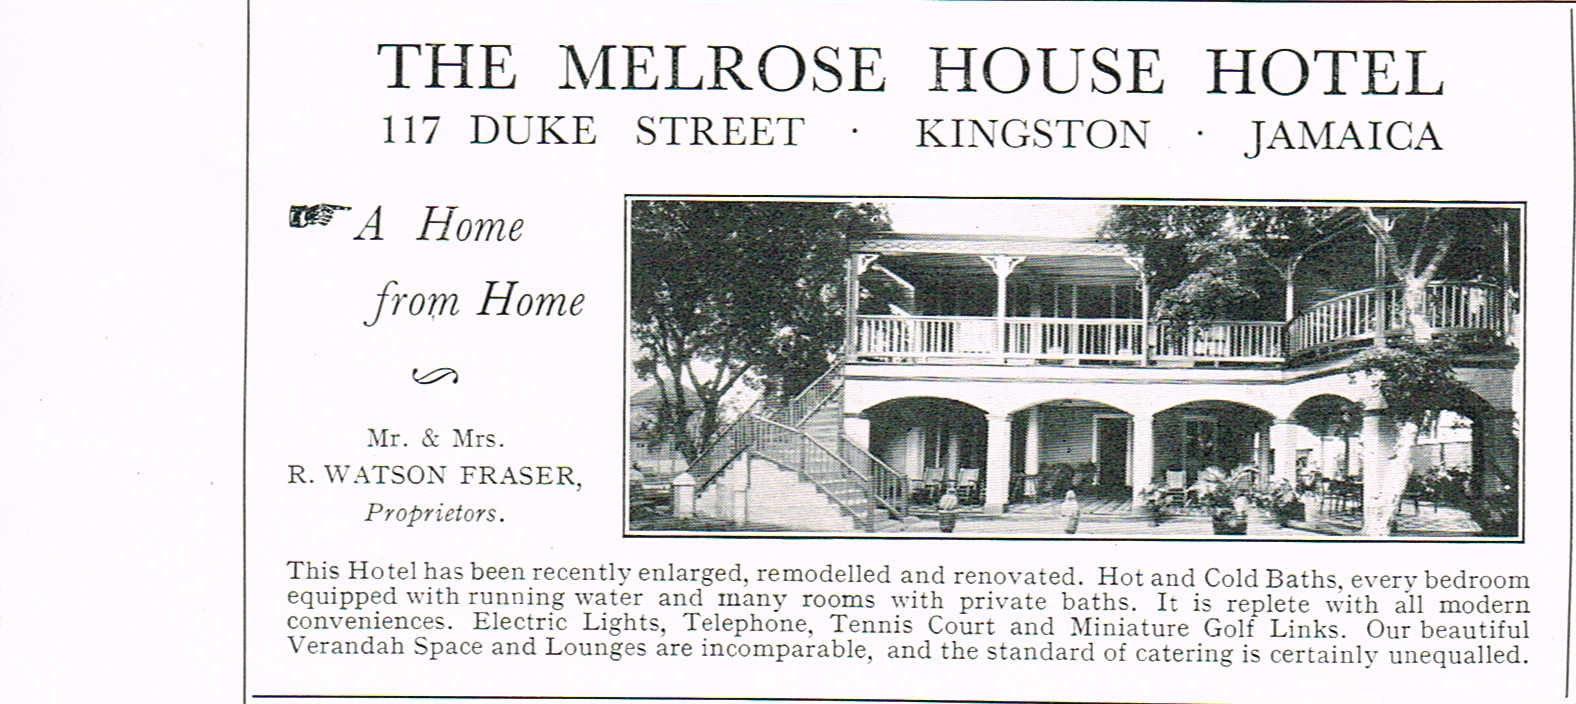 THE MELROSE HOUSE HOTEL
117 DUKE STREET · KINGSTON · JAMAICA
A Home
from Home
Mr. & Mrs.
R. WATSON FRASER,
Proprietors.
This Hotel has been recently enlarged, remodelled and renovated. Hot and Cold Baths, every bedroom
equipped with running water and many rooms with private baths. It is replete with all modern
conveniences. Electric Lights, Telephone, Tennis Court and Miniature Golf Links. Our beautiful
Verandah Space and Lounges are incomparable, and the standard of catering is certainly unequalled.